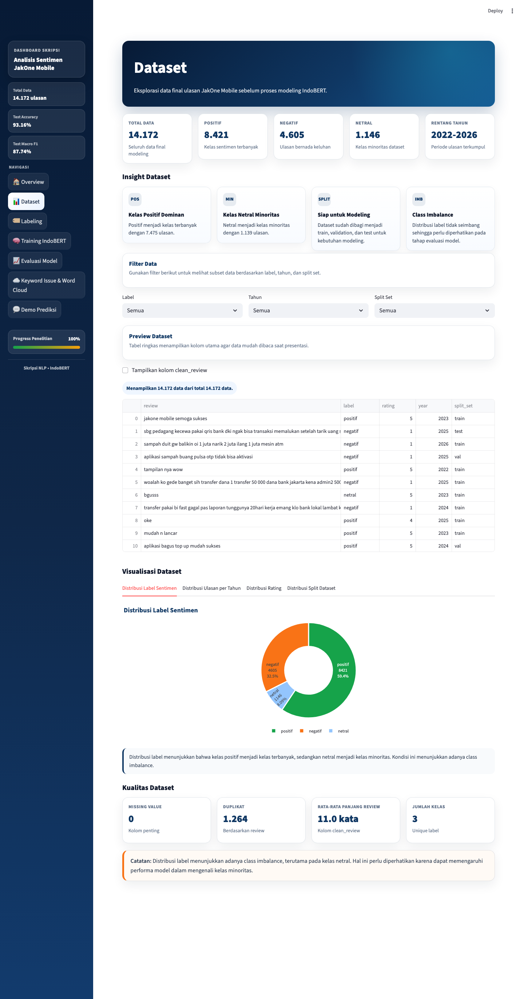 Deploy
DASHBOARD SKRIPSI
Analisis Sentimen
JakOne Mobile
Total Data
14.172 ulasan
Test Accuracy
93.16%
Test Macro F1
87.74%
NAVIGASI
Overview
Dataset
Labeling
Training IndoBERT
Evaluasi Model
Keyword Issue & Word
Cloud
Demo Prediksi
Progress Penelitian 100%
Skripsi NLP • IndoBERT
Dataset
Eksplorasi data final ulasan JakOne Mobile sebelum proses modeling IndoBERT.
TOTAL DATA
14.172
Seluruh data final
modeling
POSITIF
8.421
Kelas sentimen terbanyak
NEGATIF
4.605
Ulasan bernada keluhan
NETRAL
1.146
Kelas minoritas dataset
RENTANG TAHUN
2022-2026
Periode ulasan terkumpul
Insight Dataset
POS
Kelas Positif Dominan
Positif menjadi kelas terbanyak
dengan 7.475 ulasan.
MIN
Kelas Netral Minoritas
Netral menjadi kelas minoritas
dengan 1.139 ulasan.
SPLIT
Siap untuk Modeling
Dataset sudah dibagi menjadi
train, validation, dan test untuk
kebutuhan modeling.
IMB
Class Imbalance
Distribusi label tidak seimbang
sehingga perlu diperhatikan pada
tahap evaluasi model.
Filter Data
Gunakan filter berikut untuk melihat subset data berdasarkan label, tahun, dan split set.
Label
Semua
Tahun
Semua
Split Set
Semua
Preview Dataset
Tabel ringkas menampilkan kolom utama agar data mudah dibaca saat presentasi.
Tampilkan kolom clean_review
Menampilkan 14.172 data dari total 14.172 data.
review label rating year split_set
0 jakone mobile semoga sukses positif 5 2023 train
1 sbg pedagang kecewa pakai qris bank dki ngak bisa transaksi memalukan setelah tarik uang s negatif 1 2025 test
2 sampah duit gw balikin oi 1 juta narik 2 juta ilang 1 juta mesin atm negatif 1 2026 train
3 aplikasi sampah buang pulsa otp tidak bisa aktivasi negatif 1 2025 val
4 tampilan nya wow positif 5 2022 train
5 woalah ko gede banget sih transfer dana 1 transfer 50 000 dana bank jakarta kena admin2 500 negatif 1 2025 train
6 bgusss netral 5 2023 train
7 transfer pakai bi fast gagal pas laporan tunggunya 20hari kerja emang klo bank lokal lambat k negatif 1 2024 train
8 oke positif 4 2025 train
9 mudah n lancar positif 5 2023 train
10 aplikasi bagus top up mudah sukses positif 5 2024 val
Visualisasi Dataset
Distribusi Label Sentimen Distribusi Ulasan per Tahun Distribusi Rating Distribusi Split Dataset
Distribusi Label Sentimen
negatif
4605
32.5%
positif
8421
59.4%
netral
1146
8.09%
positif negatif netral
Distribusi label menunjukkan bahwa kelas positif menjadi kelas terbanyak, sedangkan netral menjadi kelas minoritas. Kondisi ini menunjukkan adanya class
imbalance.
Kualitas Dataset
MISSING VALUE
0
Kolom penting
DUPLIKAT
1.264
Berdasarkan review
RATA-RATA PANJANG REVIEW
11.0 kata
Kolom clean_review
JUMLAH KELAS
3
Unique label
Catatan: Distribusi label menunjukkan adanya class imbalance, terutama pada kelas netral. Hal ini perlu diperhatikan karena dapat memengaruhi
performa model dalam mengenali kelas minoritas.